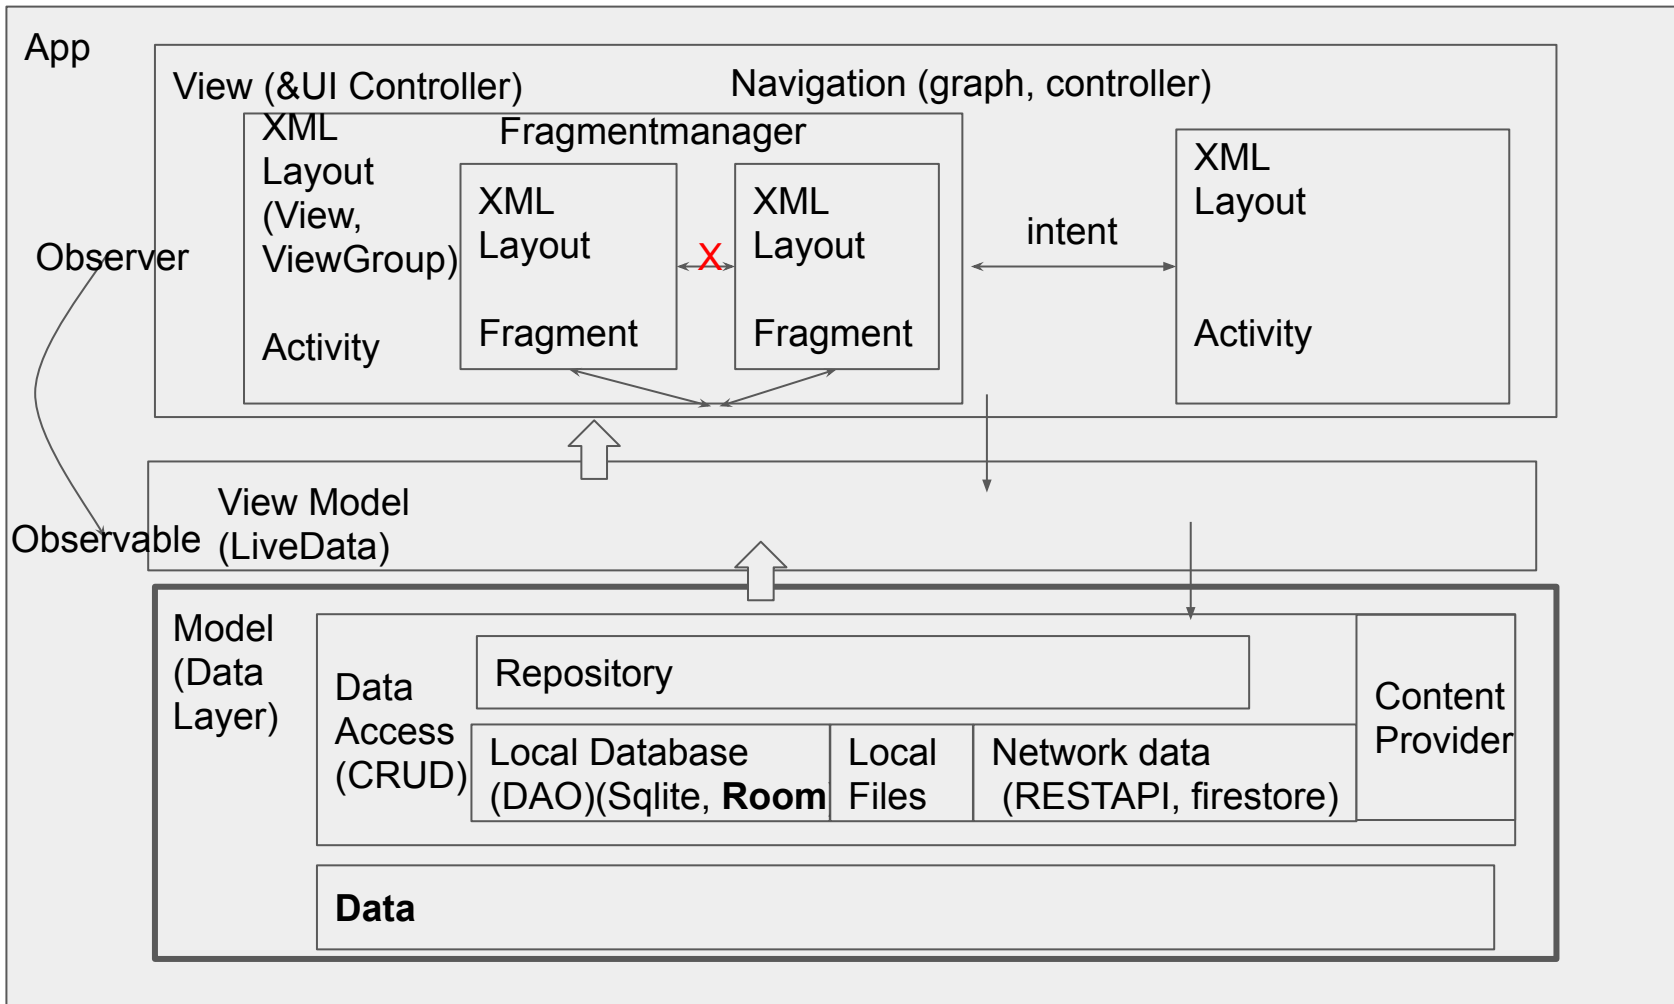 App
View (&UI Controller)
Navigation (graph, controller)
XML
Layout
(View,
ViewGroup)
Activity
Fragmentmanager
XML
Layout
Fragment
X
XML
Layout
Fragment
intent
XML
Layout
Activity
Observer
Observable
View Model
(LiveData)
Model
(Data
Layer)
Data
Access
(CRUD)
Repository
Local Database
(DAO)(Sqlite, Room
Local
Files
Network data
(RESTAPI, firestore)
Content
Provider
Data